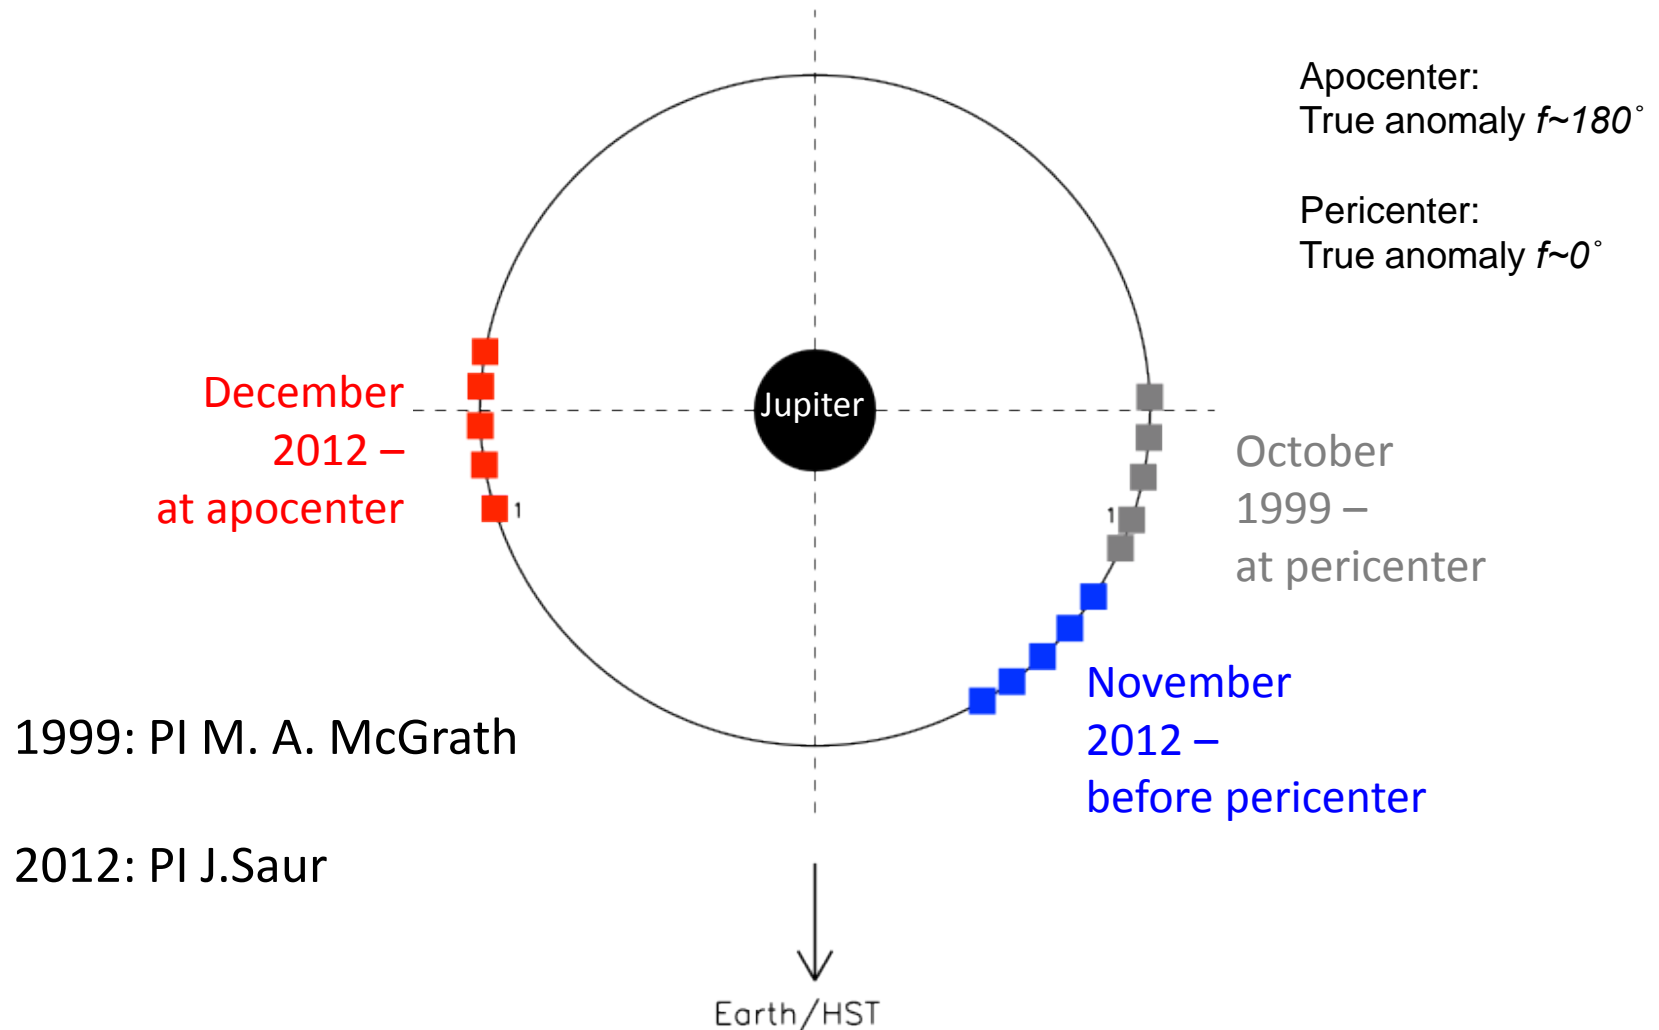 Apocenter:
True anomaly f~180˚
Pericenter:
True anomaly f~0˚
Jupiter
December
2012 –
at apocenter
1
October
1999 –
at pericenter
1
November
2012 –
before pericenter
1999: PI M. A. McGrath
2012: PI J.Saur
Earth/HST